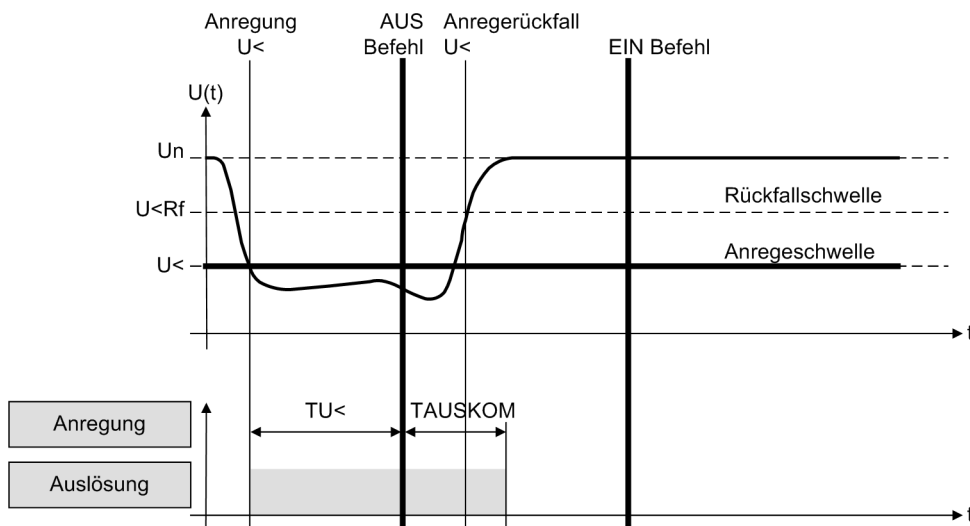 Anregung
U<
AUS
Befehl
Anregerückfall
U<
EIN Befehl
U(t)
Un
U<Rf
Rückfallschwelle
U<
Anregeschwelle
t
Anregung
TU<
TAUSKOM
Auslösung
t